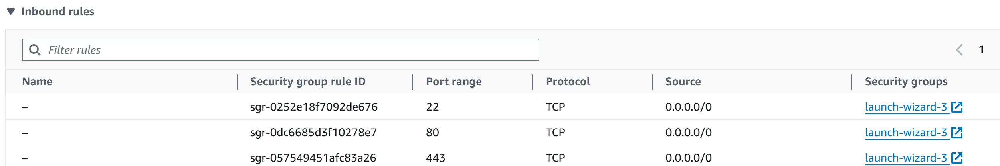 Inbound rules
Filter rules
1
Name Security group rule ID Port range Protocol Source Security groups
– sgr-0252e18f7092de676 22 TCP 0.0.0.0/0 launch-wizard-3
– sgr-0dc6685d3f10278e7 80 TCP 0.0.0.0/0 launch-wizard-3
– sgr-057549451afc83a26 443 TCP 0.0.0.0/0 launch-wizard-3